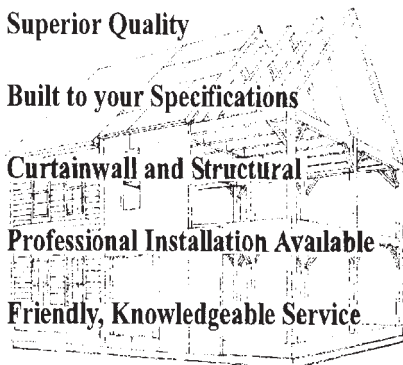 Superior Quality
Built to your Specifications
Curtainwall and Structural
Professional Installation Available
Friendly, Knowledgeable Service